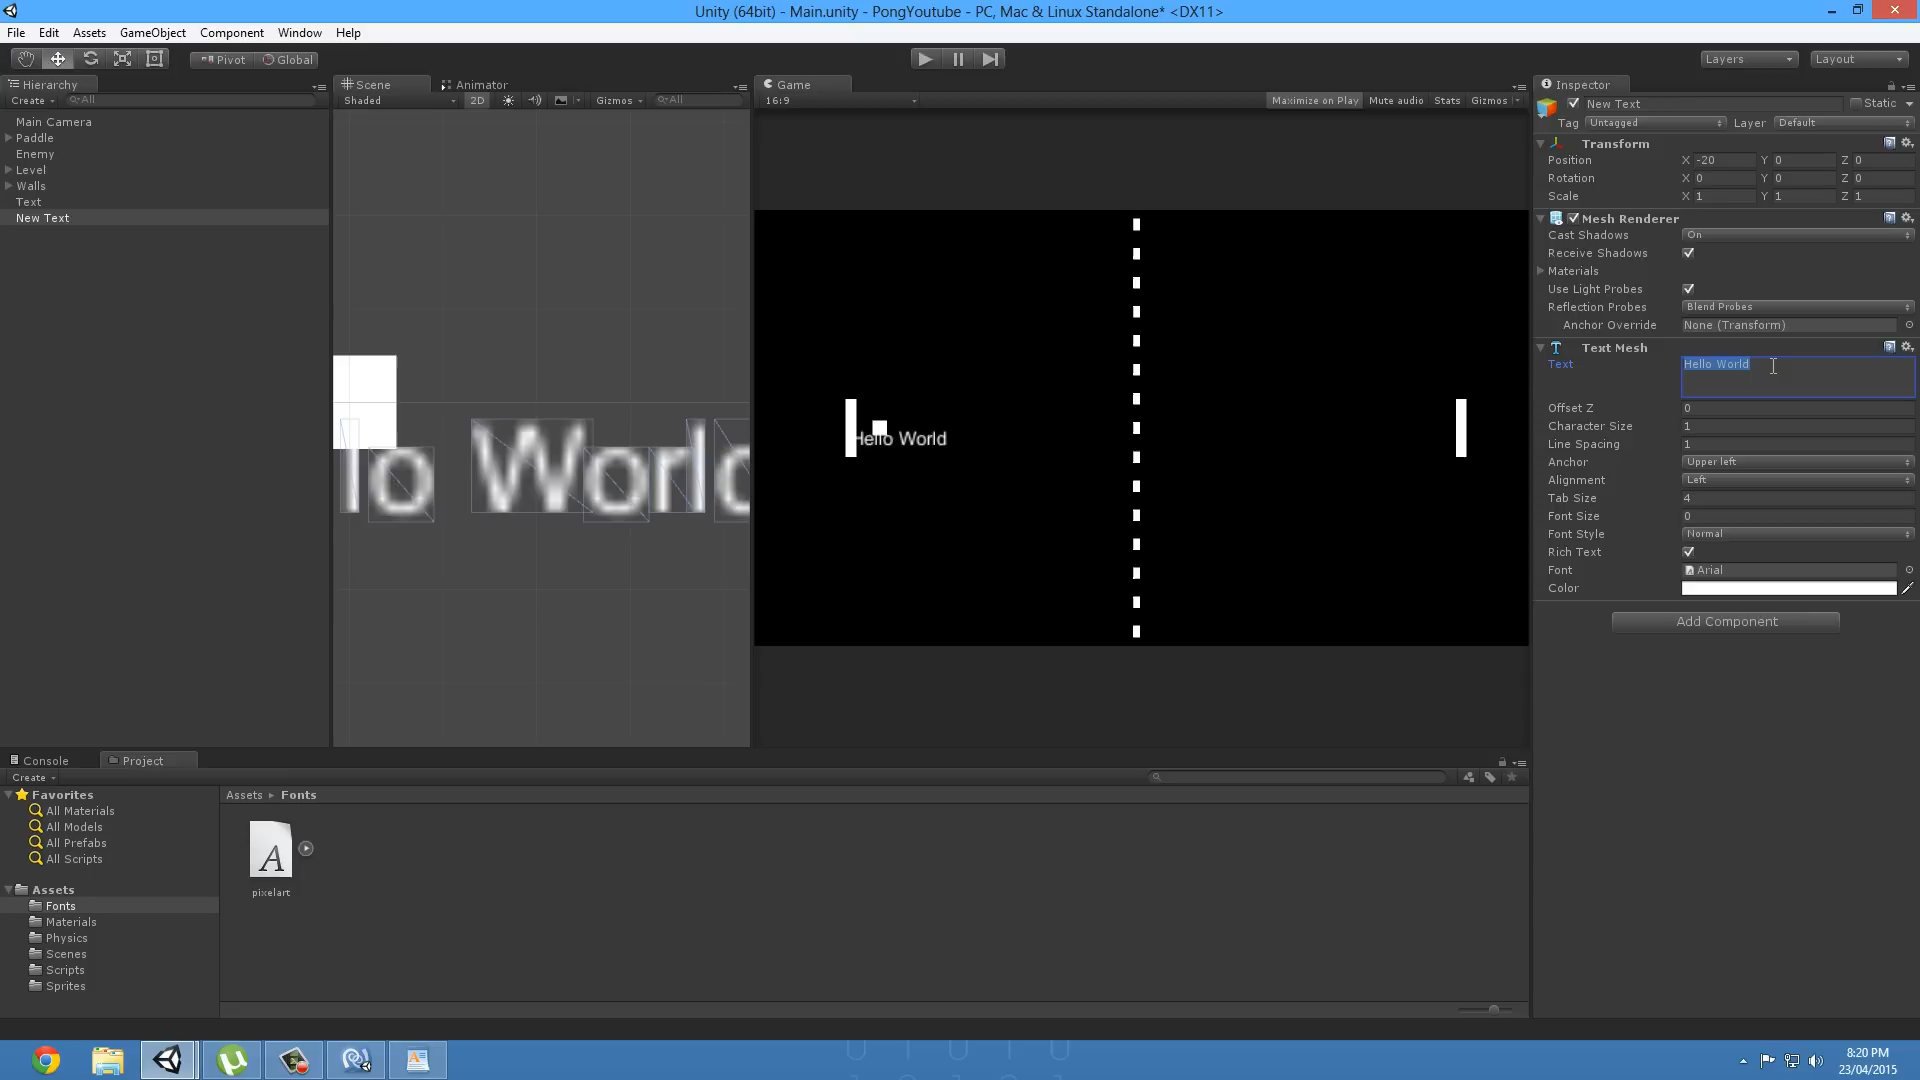 Unity (64bit) - Main.unity - PongYoutube - PC, Mac & Linux Standalone* <DX11>
File Edit Assets GameObject Component Window Help
Pivot Global Layers Layout
Hierarchy
Create All
Main Camera
Paddle
Enemy
Level
Walls
Text
New Text
Scene Animator
Shaded 2D Gizmos All
lo World
Game
16:9 Maximize on Play Mute audio Stats Gizmos
Hello World
Inspector
New Text Static
Tag Untagged Layer Default
Transform
Position X -20 Y 0 Z 0
Rotation X 0 Y 0 Z 0
Scale X 1 Y 1 Z 1
Mesh Renderer
Cast Shadows On
Receive Shadows
Materials
Use Light Probes
Reflection Probes Blend Probes
Anchor Override None (Transform)
Text Mesh
Text Hello World
Offset Z 0
Character Size 1
Line Spacing 1
Anchor Upper left
Alignment Left
Tab Size 4
Font Size 0
Font Style Normal
Rich Text
Font Arial
Color
Add Component
Console Project
Create
Favorites
All Materials
All Models
All Prefabs
All Scripts
Assets
Fonts
Materials
Physics
Scenes
Scripts
Sprites
Assets Fonts
pixelart
8:20 PM
23/04/2015